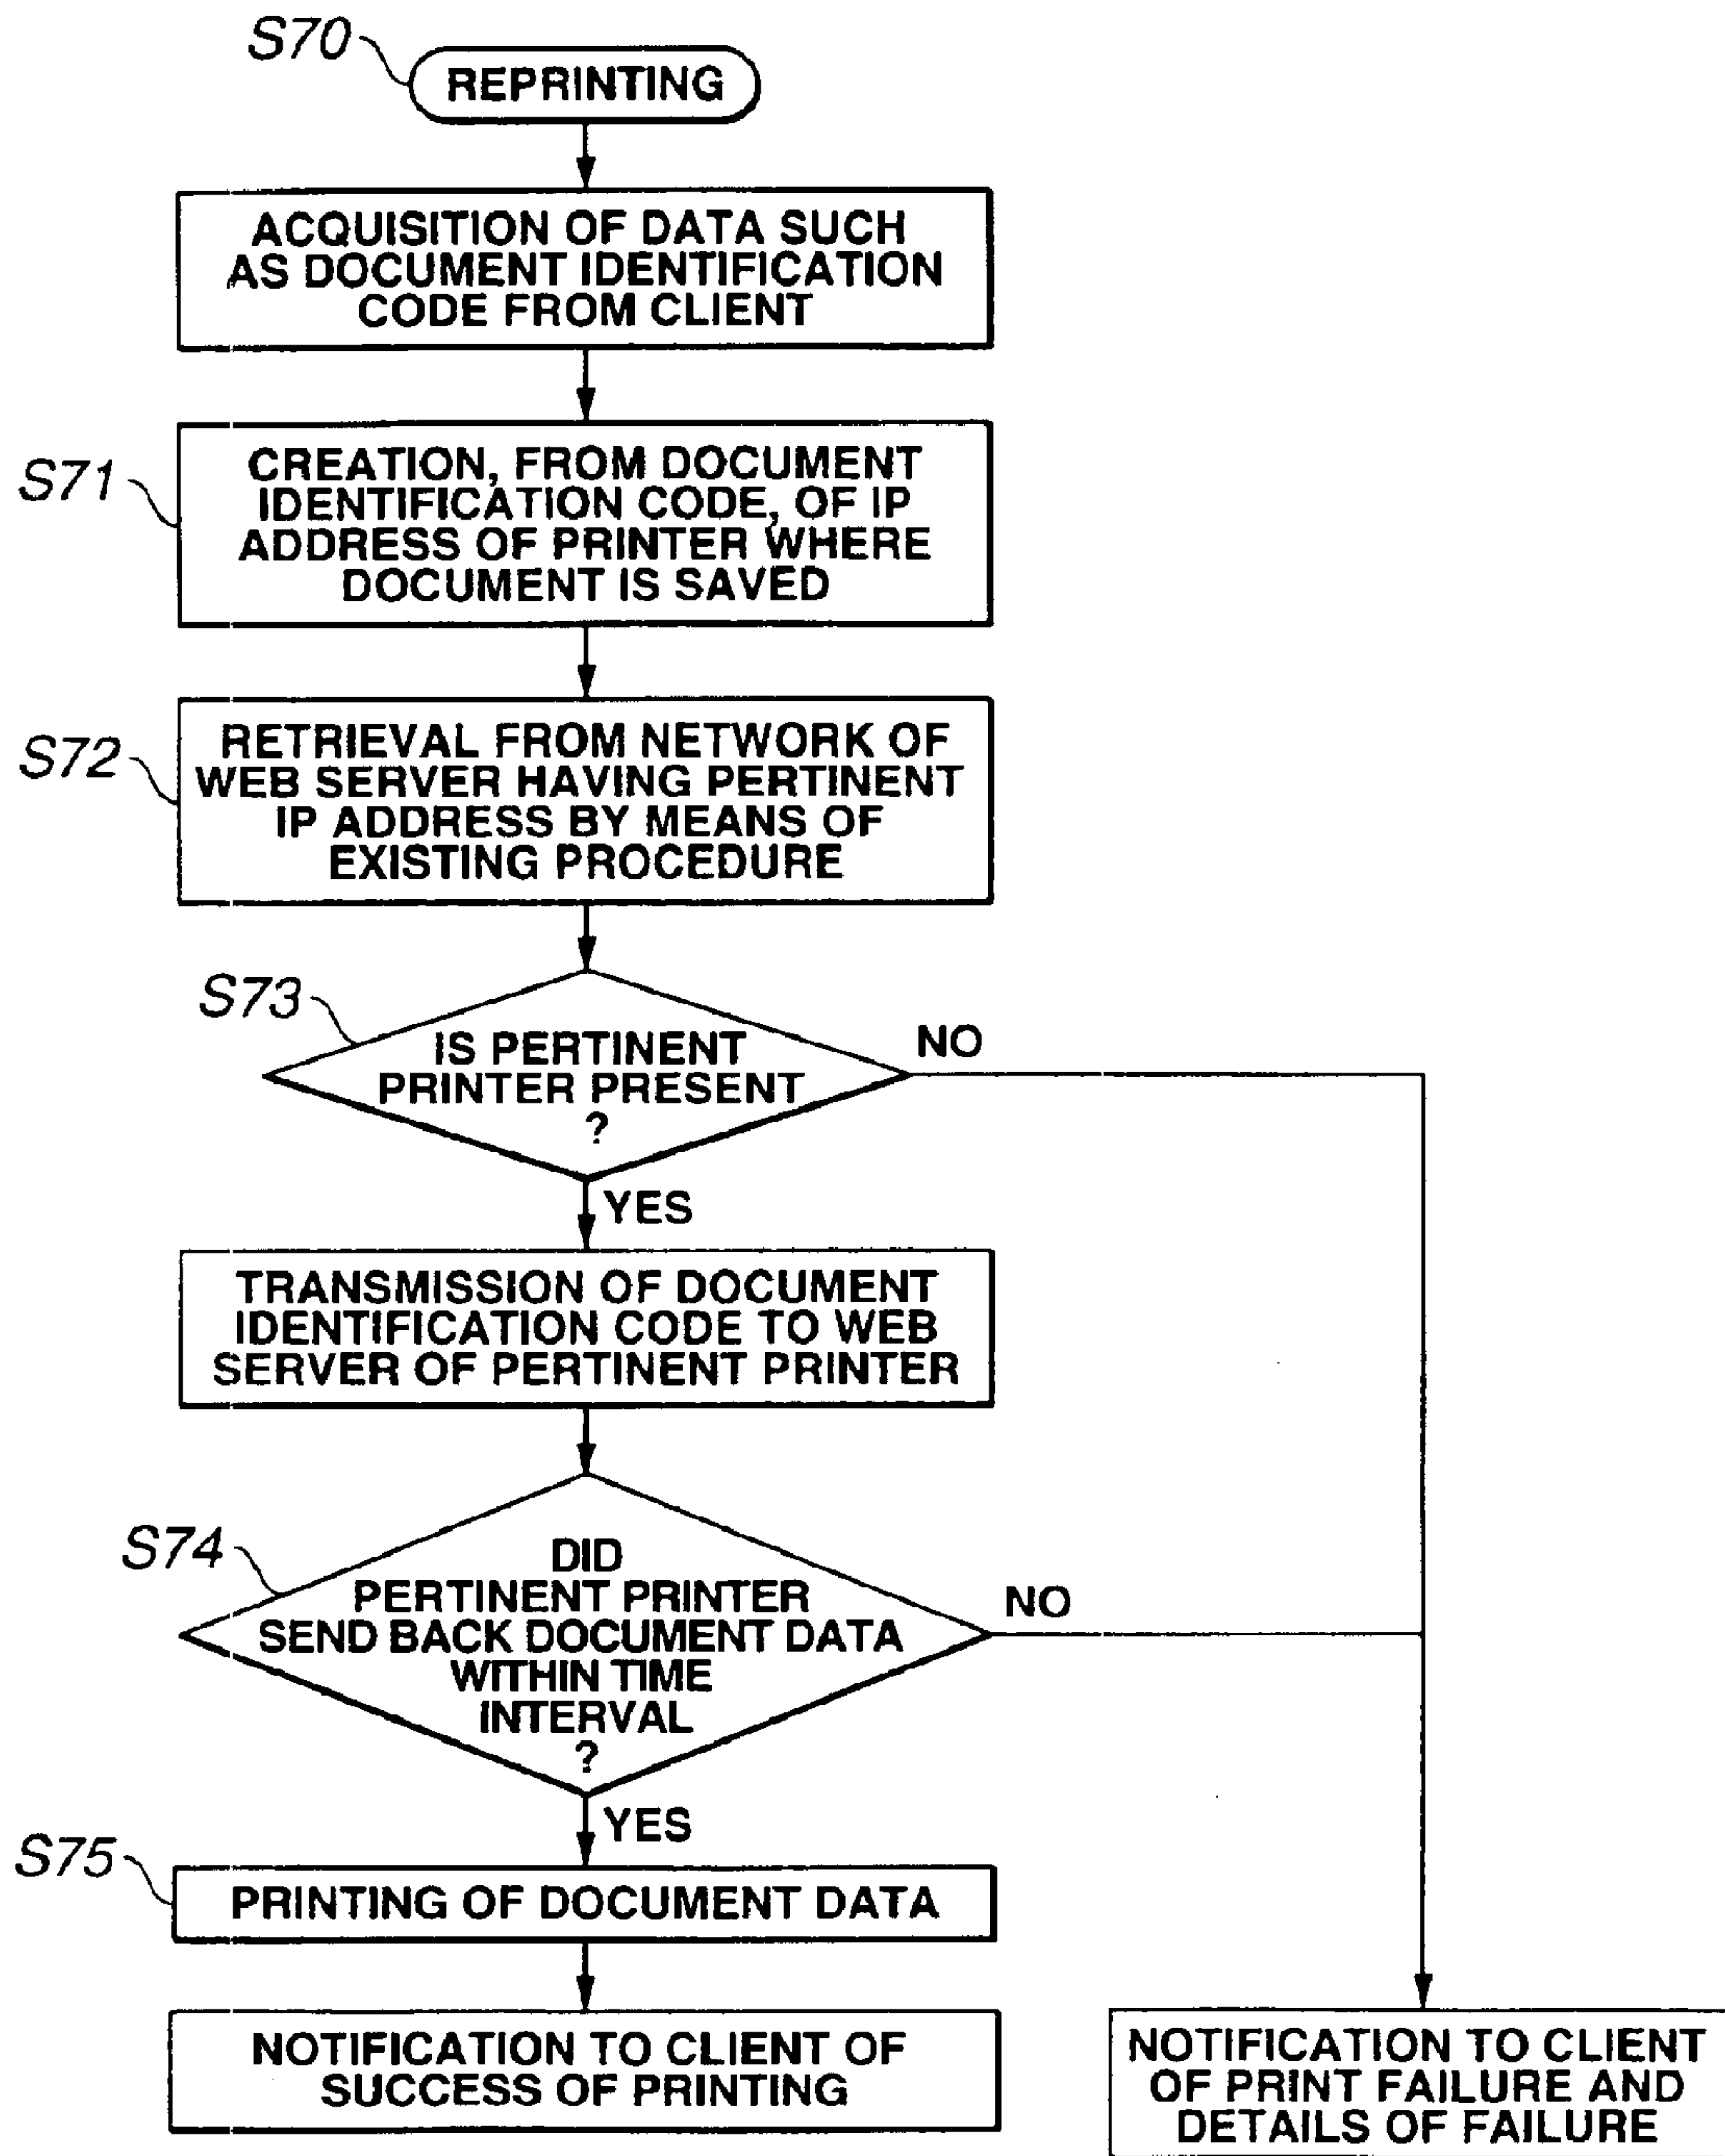 S70
REPRINTING
ACQUISITION OF DATA SUCH
AS DOCUMENT IDENTIFICATION
CODE FROM CLIENT
S71
CREATION, FROM DOCUMENT
IDENTIFICATION CODE, OF IP
ADDRESS OF PRINTER WHERE
DOCUMENT IS SAVED
S72
RETRIEVAL FROM NETWORK OF
WEB SERVER HAVING PERTINENT
IP ADDRESS BY MEANS OF
EXISTING PROCEDURE
S73
IS PERTINENT
PRINTER PRESENT
?
NO
YES
TRANSMISSION OF DOCUMENT
IDENTIFICATION CODE TO WEB
SERVER OF PERTINENT PRINTER
S74
DID
PERTINENT PRINTER
SEND BACK DOCUMENT DATA
WITHIN TIME
INTERVAL
?
NO
YES
S75
PRINTING OF DOCUMENT DATA
NOTIFICATION TO CLIENT OF
SUCCESS OF PRINTING
NOTIFICATION TO CLIENT
OF PRINT FAILURE AND
DETAILS OF FAILURE